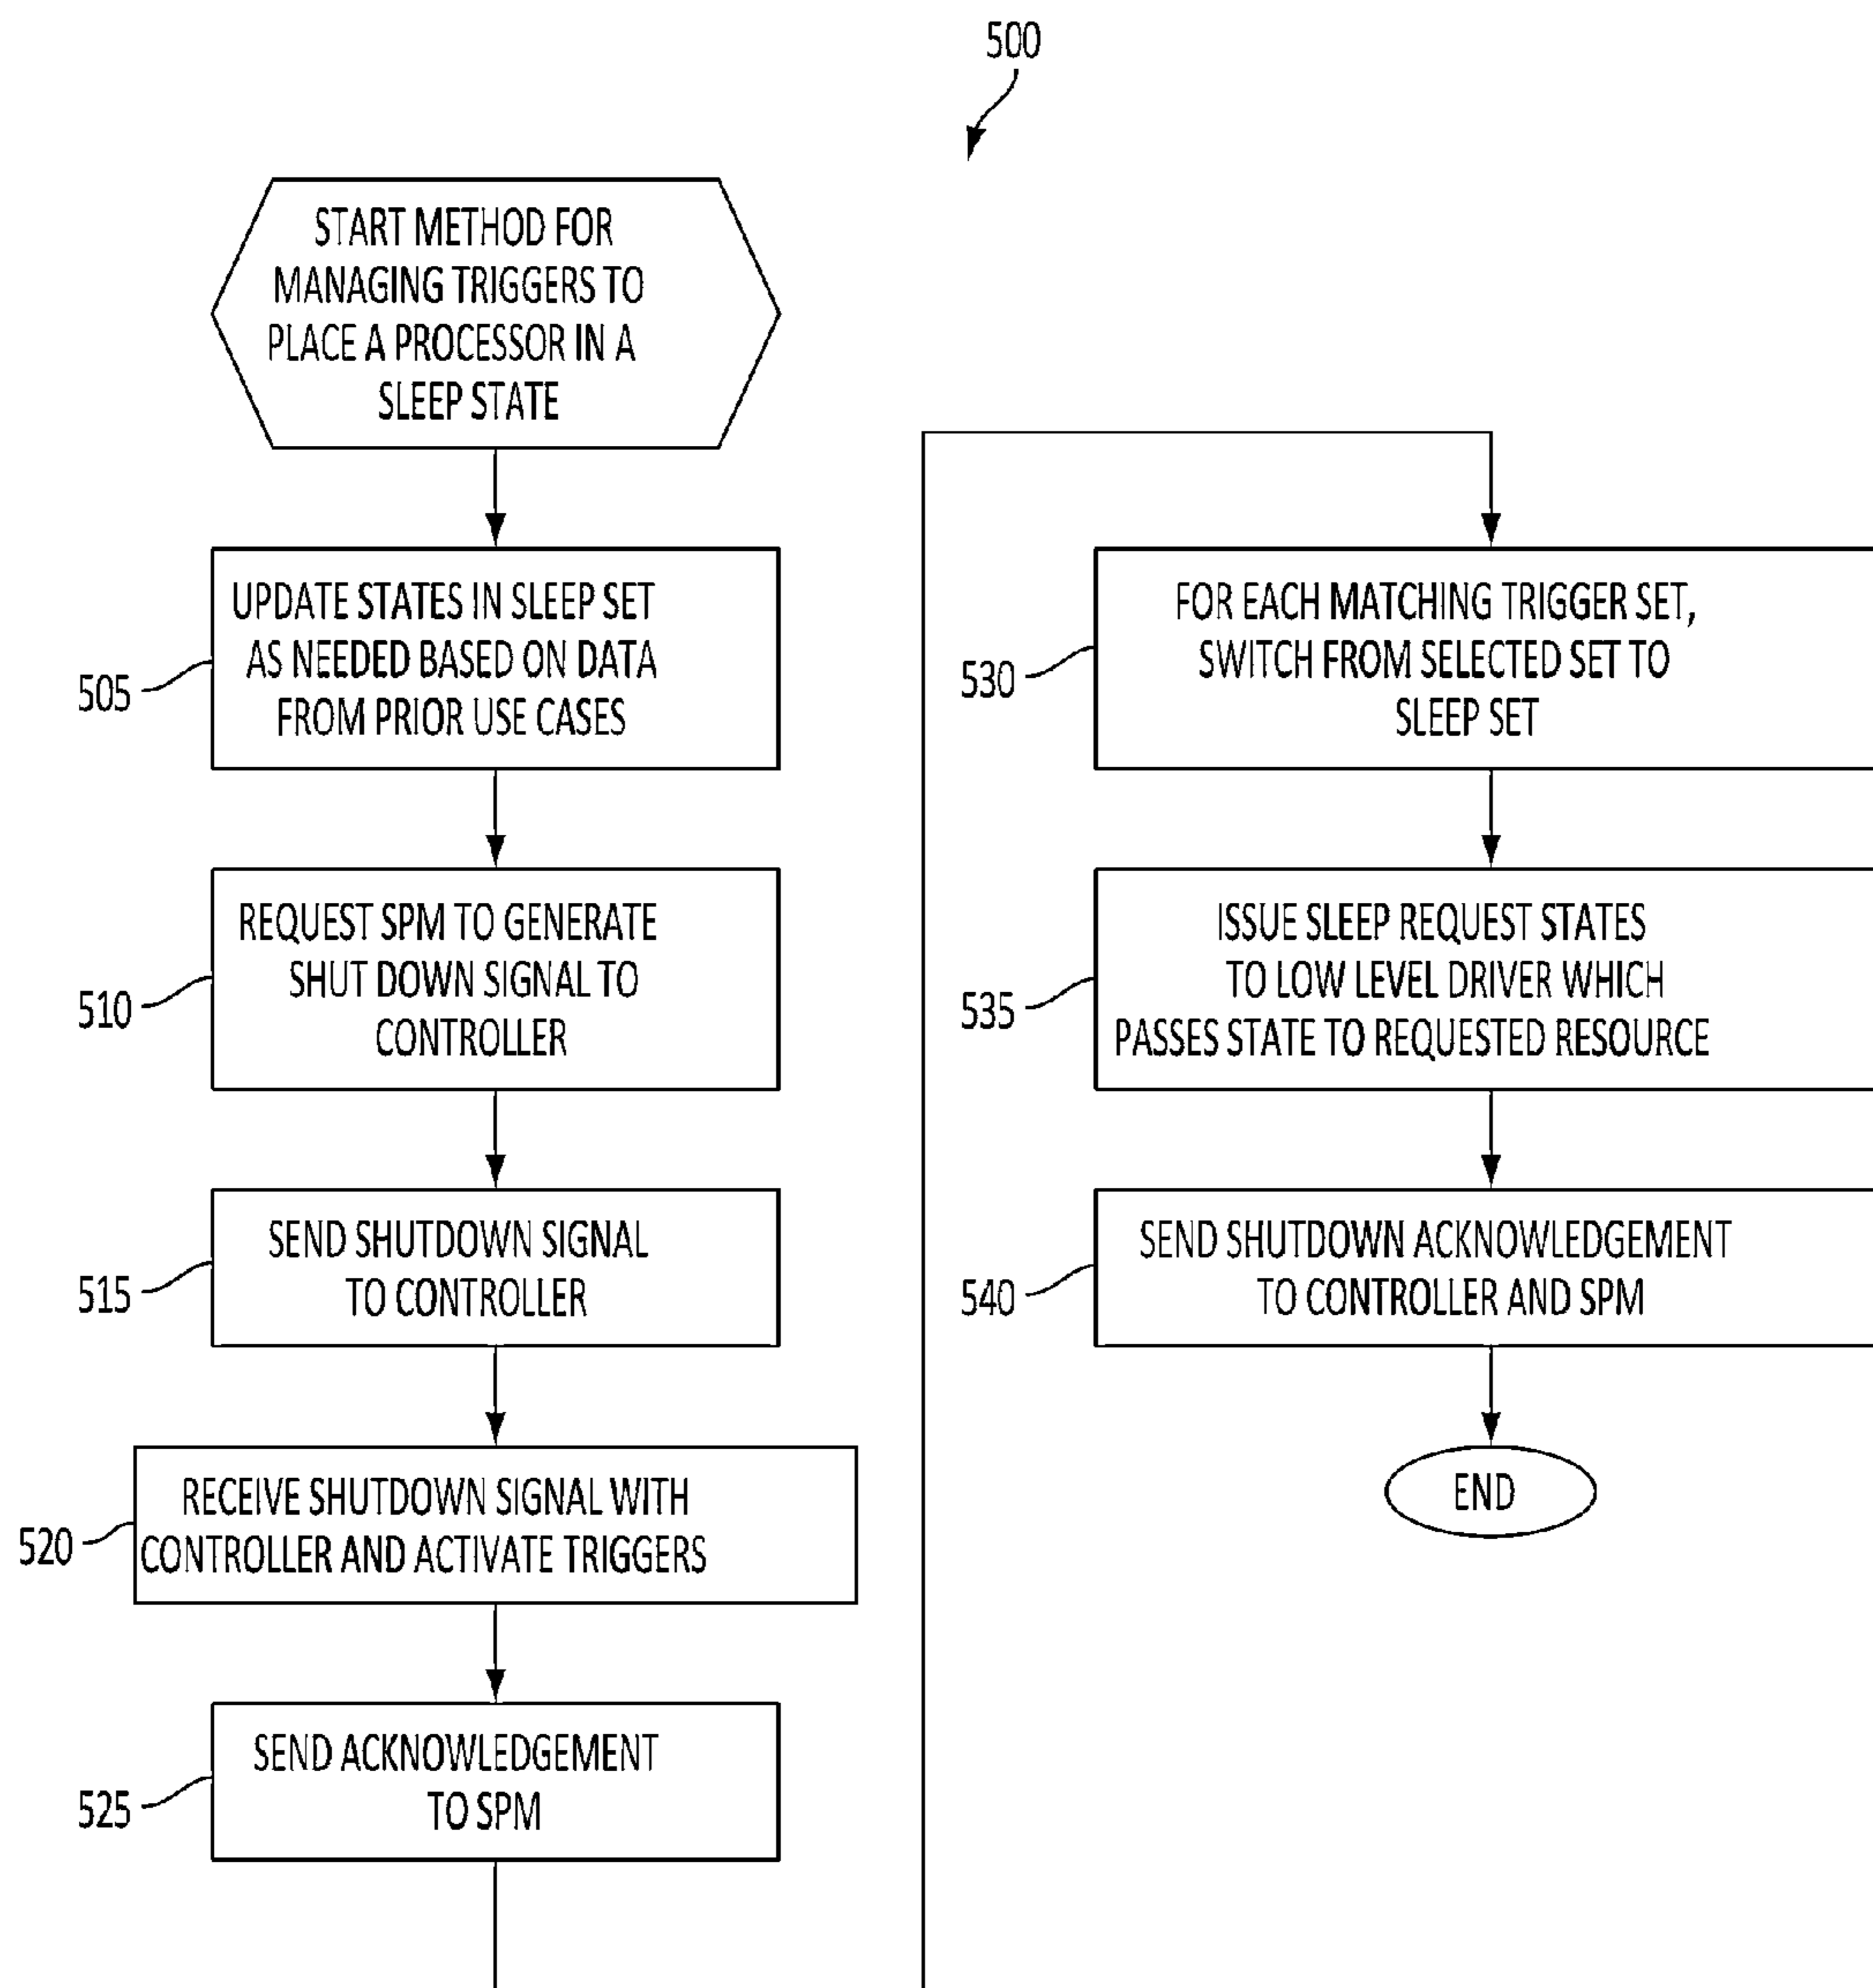 500
START METHOD FOR
MANAGING TRIGGERS TO
PLACE A PROCESSOR IN A
SLEEP STATE
505
UPDATE STATES IN SLEEP SET
AS NEEDED BASED ON DATA
FROM PRIOR USE CASES
510
REQUEST SPM TO GENERATE
SHUT DOWN SIGNAL TO
CONTROLLER
515
SEND SHUTDOWN SIGNAL
TO CONTROLLER
520
RECEIVE SHUTDOWN SIGNAL WITH
CONTROLLER AND ACTIVATE TRIGGERS
525
SEND ACKNOWLEDGEMENT
TO SPM
530
FOR EACH MATCHING TRIGGER SET,
SWITCH FROM SELECTED SET TO
SLEEP SET
535
ISSUE SLEEP REQUEST STATES
TO LOW LEVEL DRIVER WHICH
PASSES STATE TO REQUESTED RESOURCE
540
SEND SHUTDOWN ACKNOWLEDGEMENT
TO CONTROLLER AND SPM
END